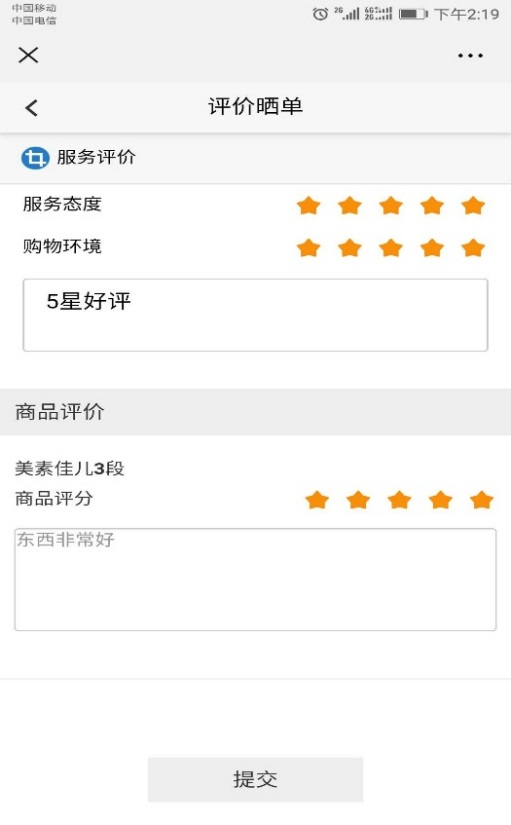 中国移动
中国电信
下午2:19
评价晒单
服务评价
服务态度
购物环境
5星好评
商品评价
美素佳儿3段
商品评分
东西非常好
提交